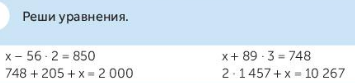 Реши уравнения.
x − 56 · 2 = 850
x + 89 · 3 = 748
748 + 205 + x = 2 000
2 · 1 457 + x = 10 267